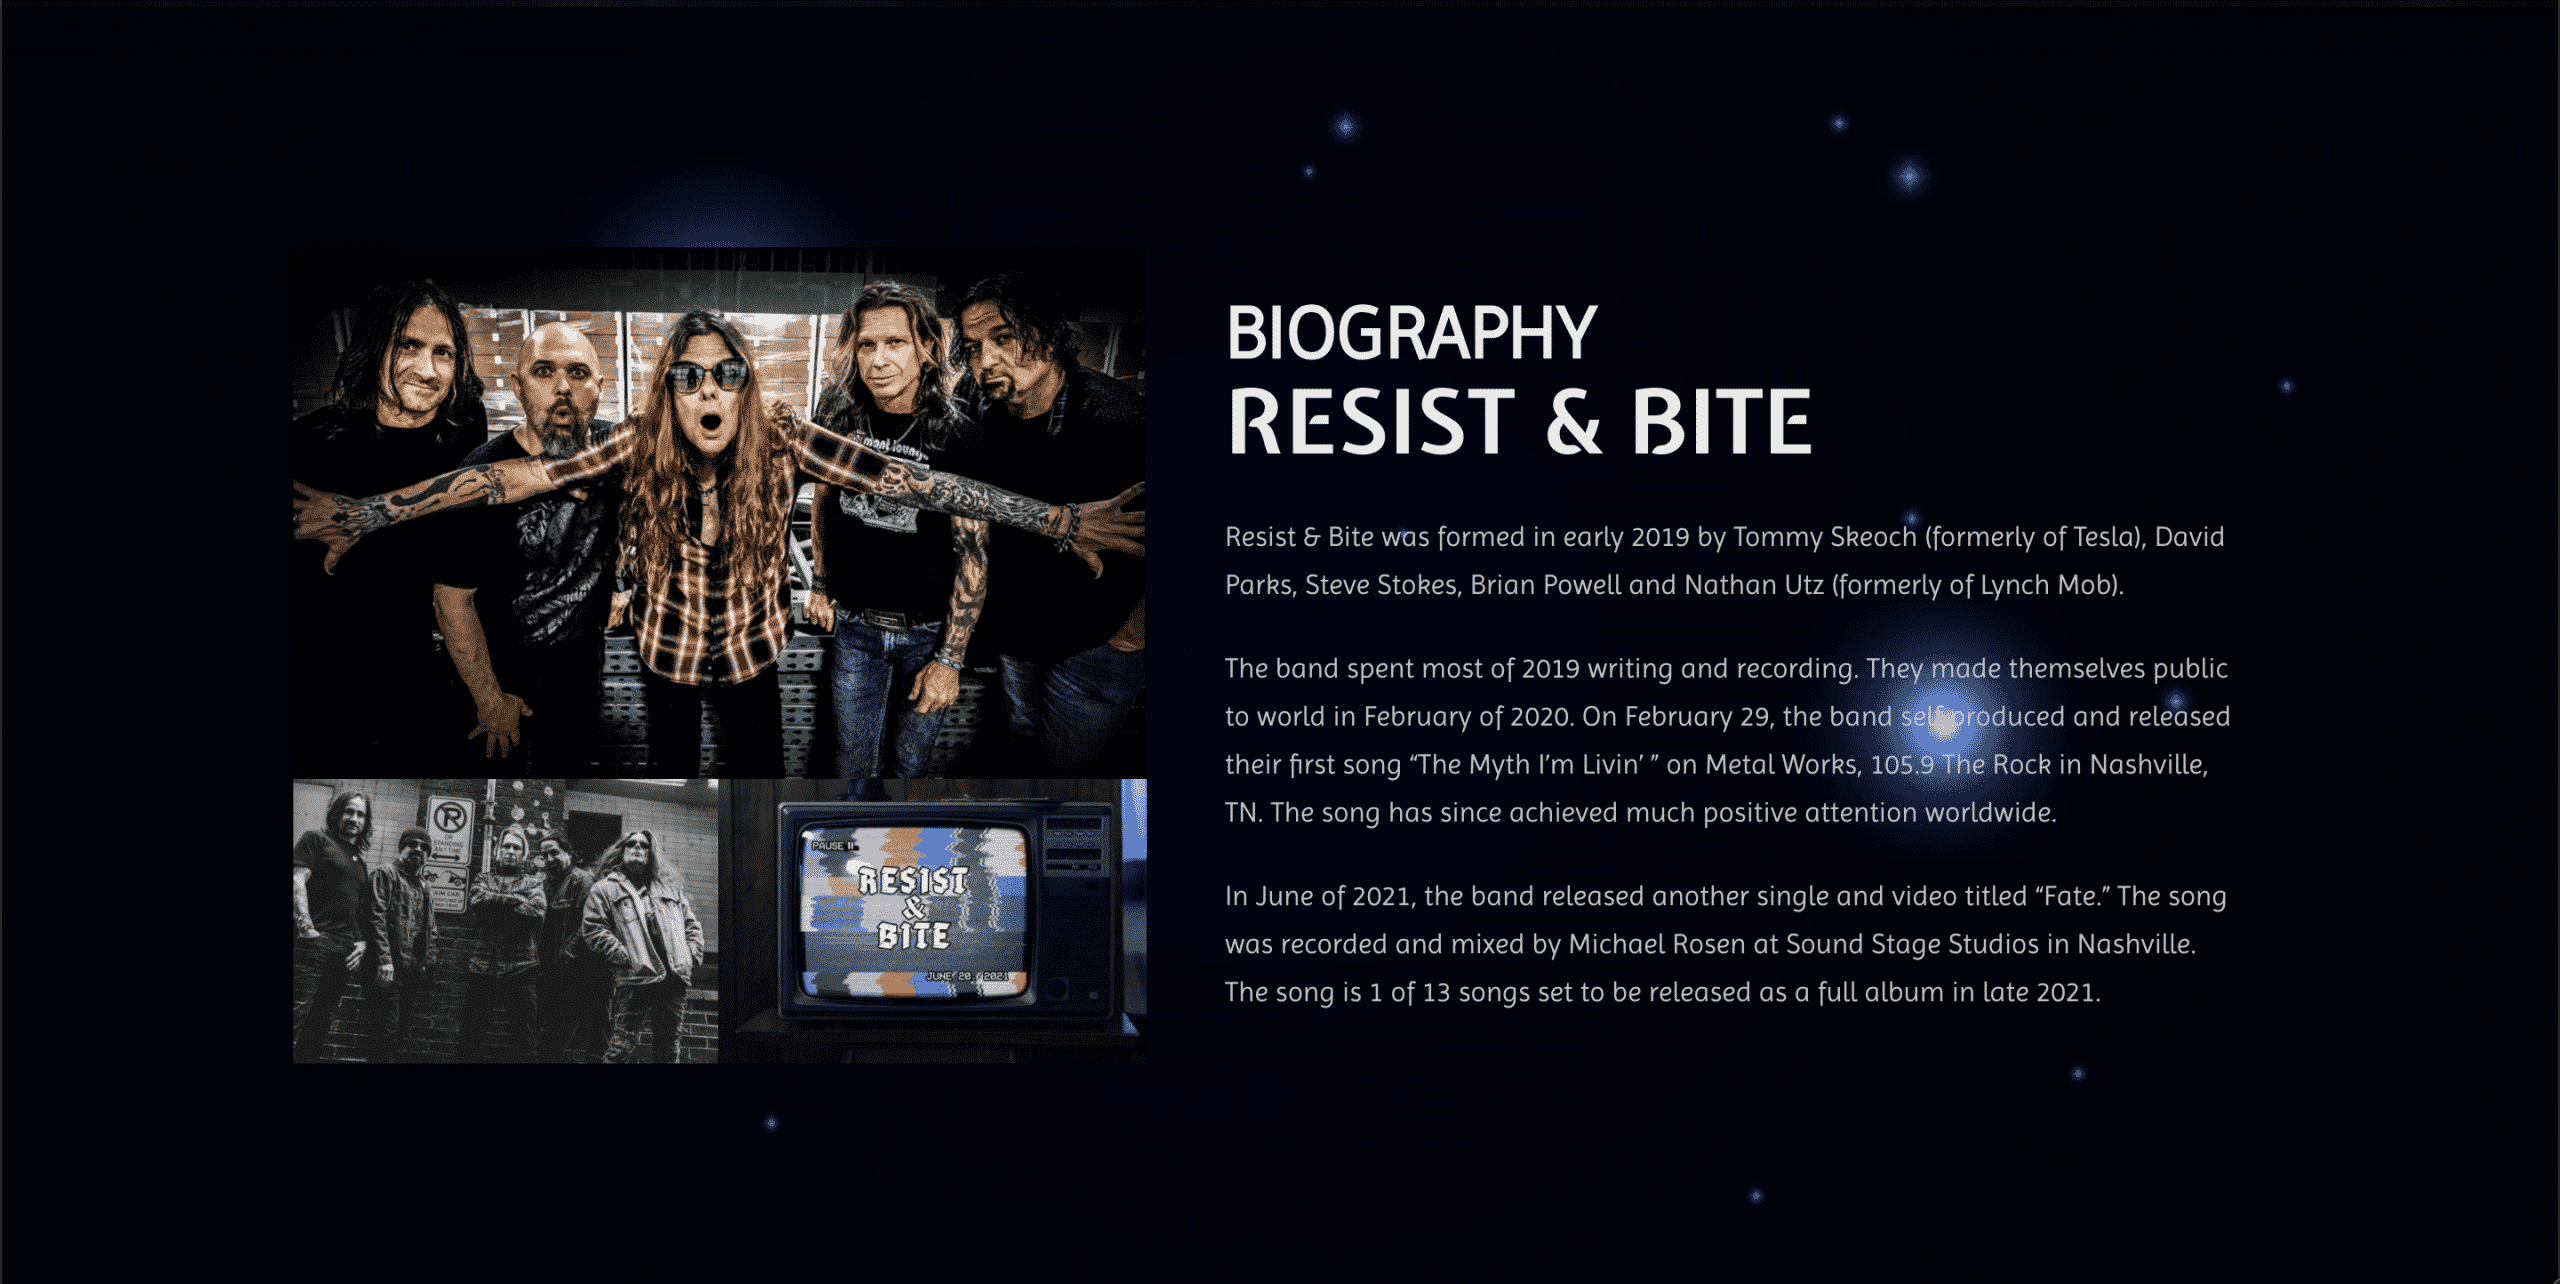 BIOGRAPHY
RESIST & BITE
Resist & Bite was formed in early 2019 by Tommy Skeoch (formerly of Tesla), David
Parks, Steve Stokes, Brian Powell and Nathan Utz (formerly of Lynch Mob).
The band spent most of 2019 writing and recording. They made themselves public
to world in February of 2020. On February 29, the band self-produced and released
their first song “The Myth I’m Livin’ ” on Metal Works, 105.9 The Rock in Nashville,
TN. The song has since achieved much positive attention worldwide.
In June of 2021, the band released another single and video titled “Fate.” The song
was recorded and mixed by Michael Rosen at Sound Stage Studios in Nashville.
The song is 1 of 13 songs set to be released as a full album in late 2021.
R
OR
STANDING
ANYTIME
PAUSE II
RESIST
&
BITE
JUNE 20, 2021